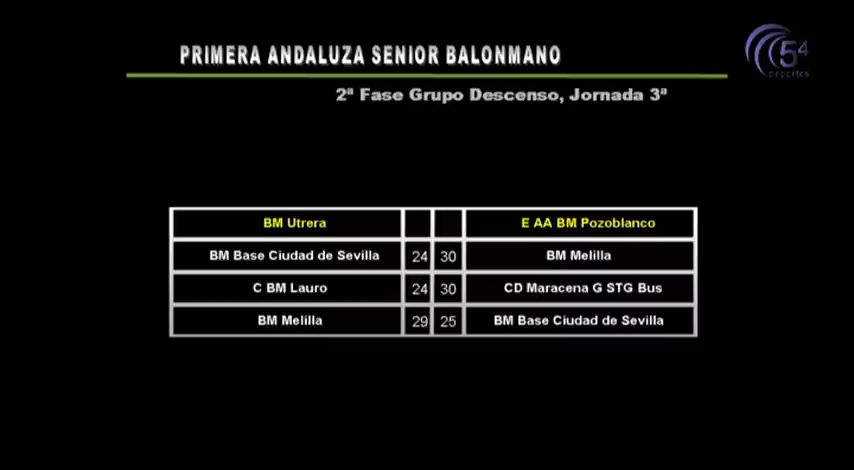 PRIMERA ANDALUZA SENIOR BALONMANO
54
deportes
2ª Fase Grupo Descenso, Jornada 3ª
BM Utrera E AA BM Pozoblanco
BM Base Ciudad de Sevilla 24 30 BM Melilla
C BM Lauro 24 30 CD Maracena G STG Bus
BM Melilla 29 25 BM Base Ciudad de Sevilla